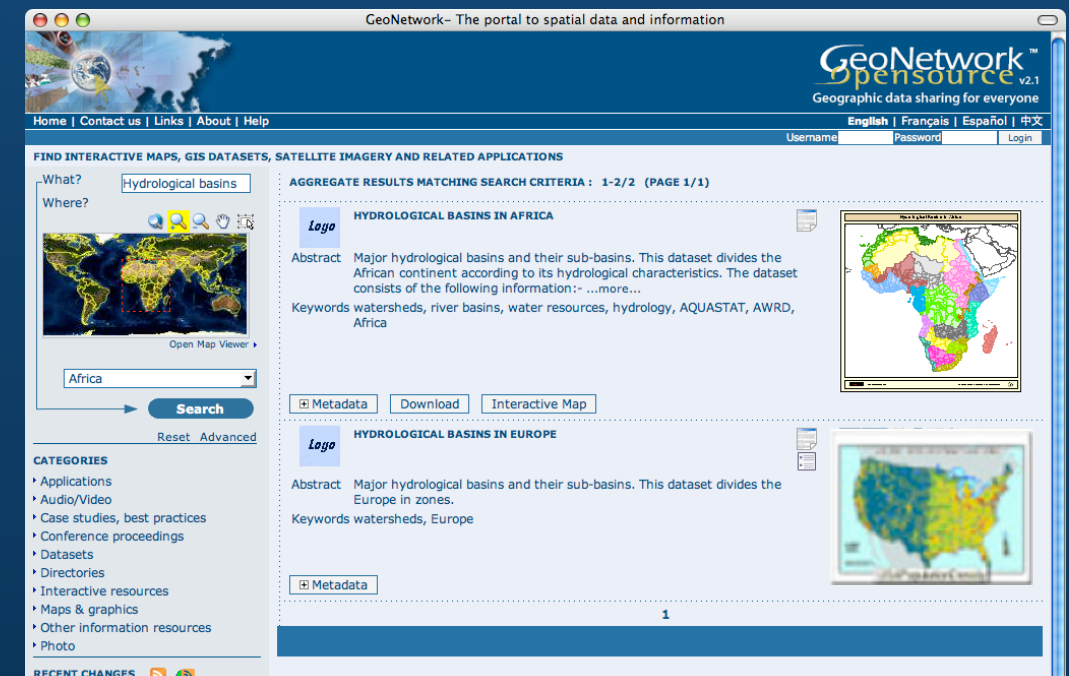 GeoNetwork- The portal to spatial data and information
GeoNetwork™
Opensource v2.1
Geographic data sharing for everyone
Home | Contact us | Links | About | Help
English | Français | Español | 中文
Username Password Login
FIND INTERACTIVE MAPS, GIS DATASETS, SATELLITE IMAGERY AND RELATED APPLICATIONS
What? Hydrological basins
Where?
Open Map Viewer
Africa
Search
Reset Advanced
CATEGORIES
Applications
Audio/Video
Case studies, best practices
Conference proceedings
Datasets
Directories
Interactive resources
Maps & graphics
Other information resources
Photo
RECENT CHANGES
AGGREGATE RESULTS MATCHING SEARCH CRITERIA : 1-2/2 (PAGE 1/1)
Logo
HYDROLOGICAL BASINS IN AFRICA
Abstract Major hydrological basins and their sub-basins. This dataset divides the
African continent according to its hydrological characteristics. The dataset
consists of the following information:- ...more...
Keywords watersheds, river basins, water resources, hydrology, AQUASTAT, AWRD,
Africa
Metadata Download Interactive Map
Logo
HYDROLOGICAL BASINS IN EUROPE
Abstract Major hydrological basins and their sub-basins. This dataset divides the
Europe in zones.
Keywords watersheds, Europe
Metadata
1